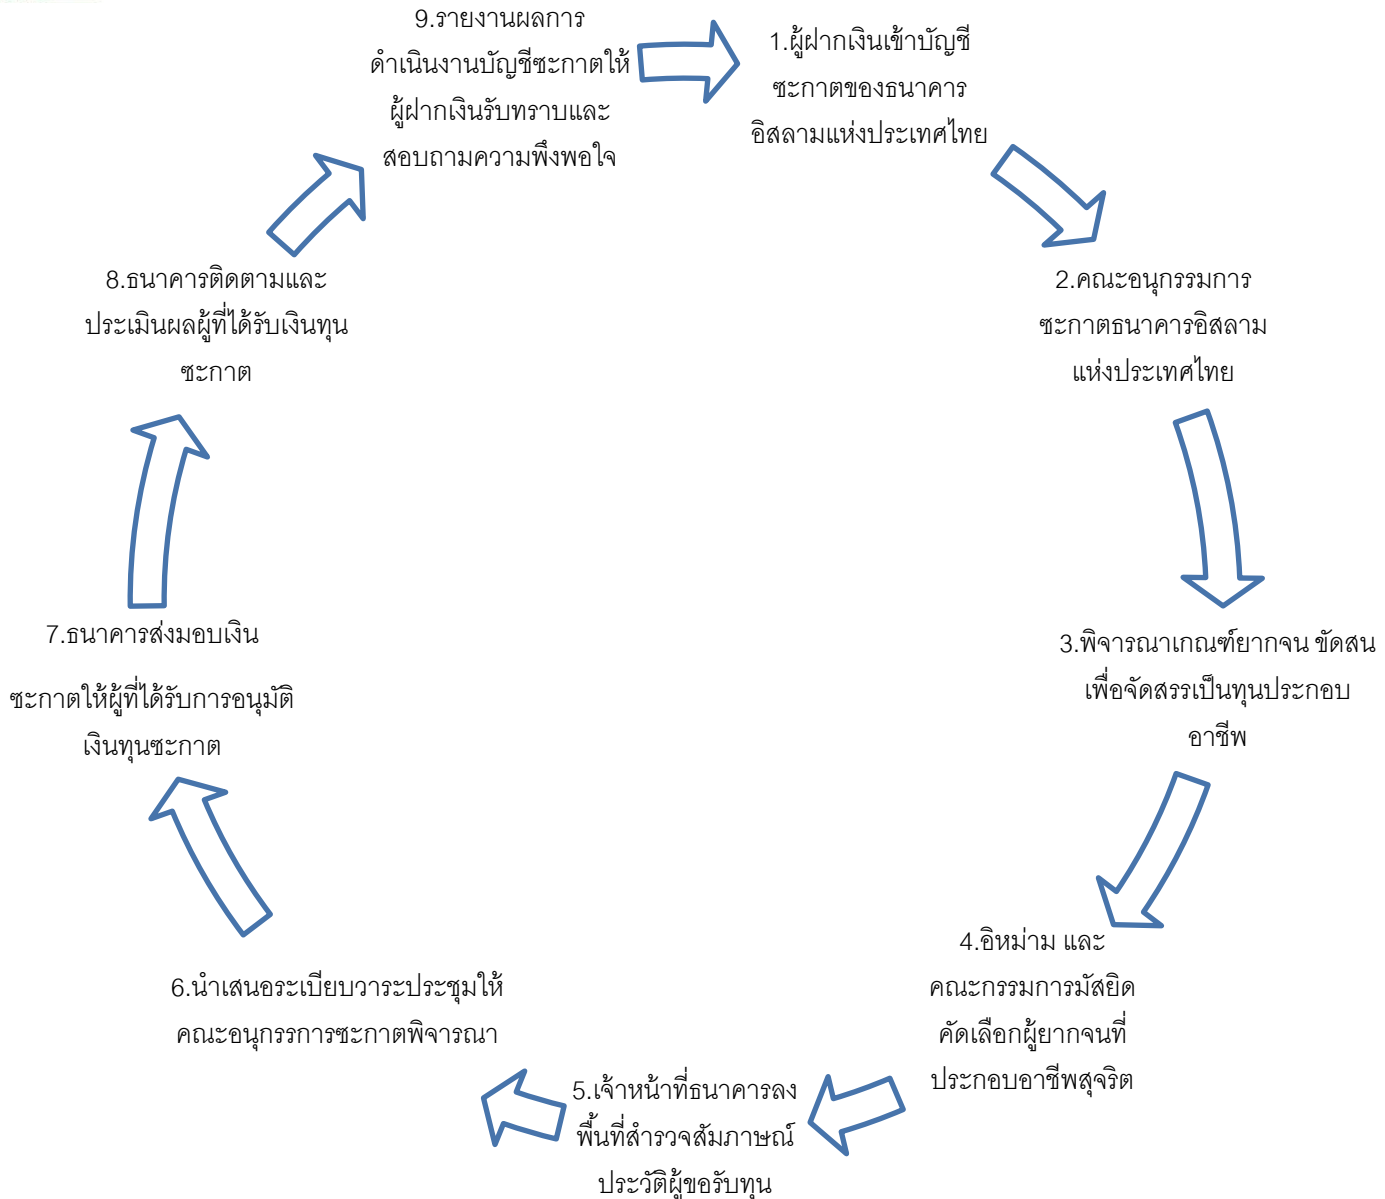 9.รายงานผลการ
ดำเนินงานบัญชีซะกาตให้
ผู้ฝากเงินรับทราบและ
สอบถามความพึงพอใจ
1.ผู้ฝากเงินเข้าบัญชี
ซะกาตของธนาคาร
อิสลามแห่งประเทศไทย
2.คณะอนุกรรมการ
ซะกาตธนาคารอิสลาม
แห่งประเทศไทย
3.พิจารณาเกณฑ์ยากจน ขัดสน
เพื่อจัดสรรเป็นทุนประกอบ
อาชีพ
4.อิหม่าม และ
คณะกรรมการมัสยิด
คัดเลือกผู้ยากจนที่
ประกอบอาชีพสุจริต
5.เจ้าหน้าที่ธนาคารลง
พื้นที่สำรวจสัมภาษณ์
ประวัติผู้ขอรับทุน
6.นำเสนอระเบียบวาระประชุมให้
คณะอนุกรรการซะกาตพิจารณา
7.ธนาคารส่งมอบเงิน
ซะกาตให้ผู้ที่ได้รับการอนุมัติ
เงินทุนซะกาต
8.ธนาคารติดตามและ
ประเมินผลผู้ที่ได้รับเงินทุน
ซะกาต